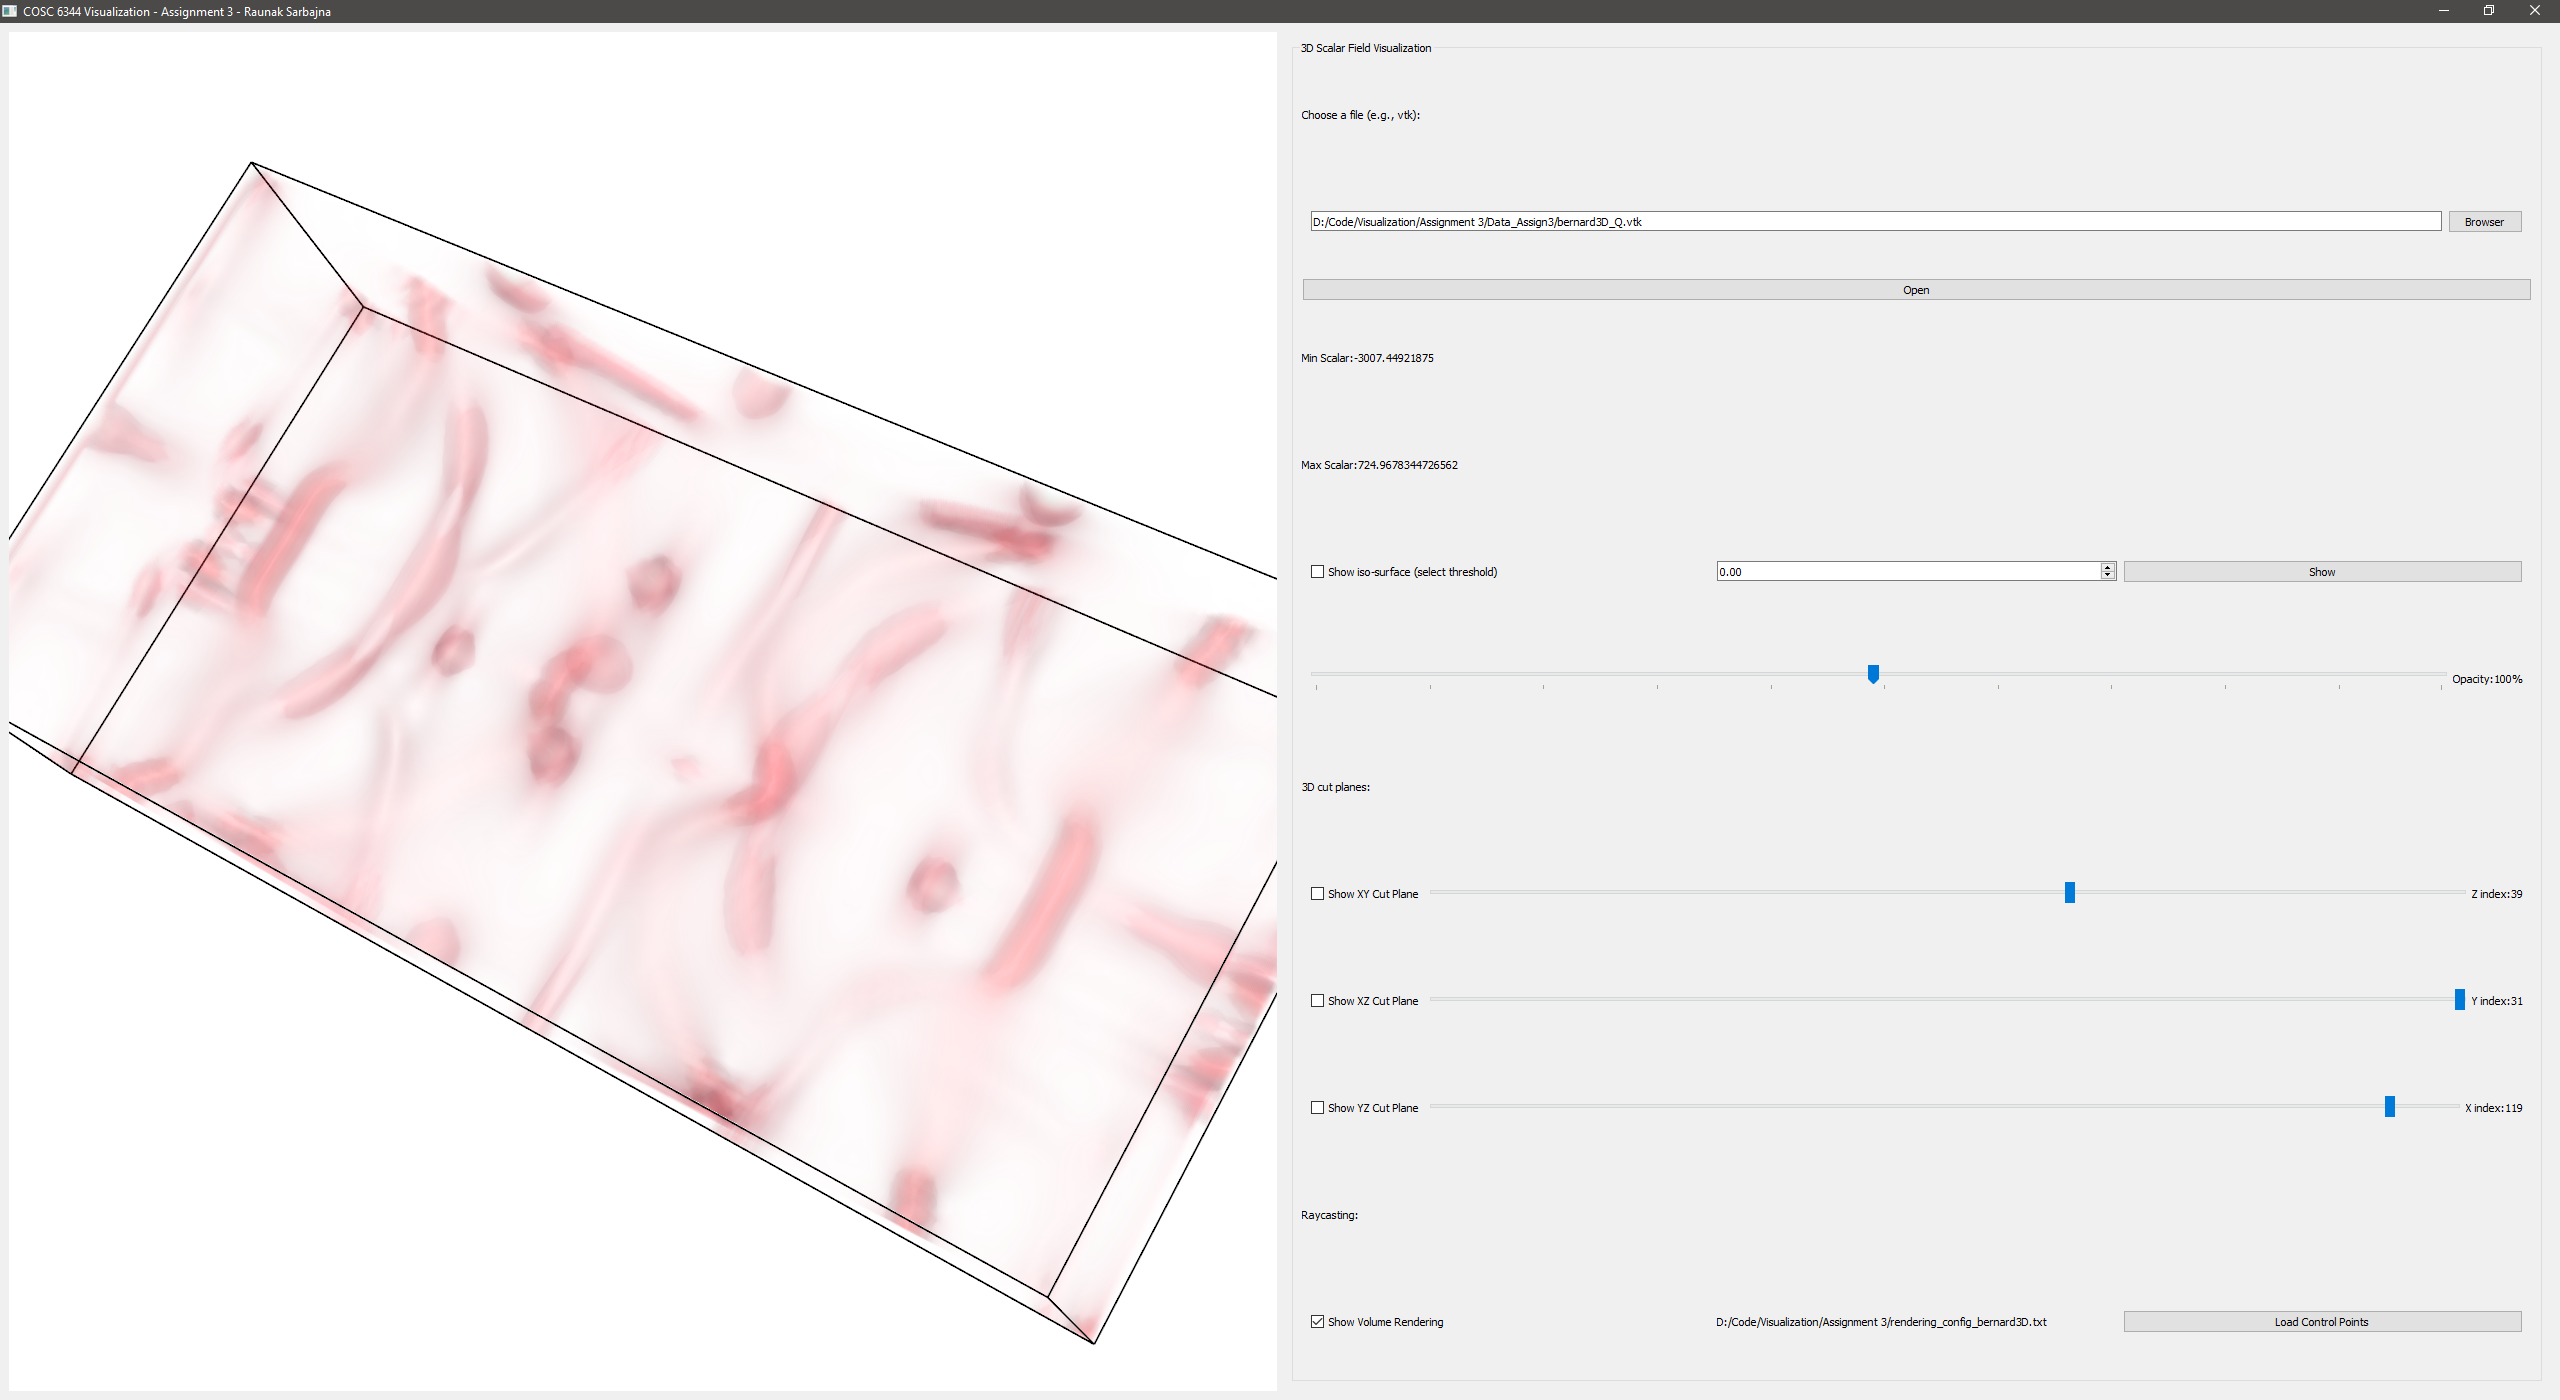 COSC 6344 Visualization - Assignment 3 - Raunak Sarbajna
3D Scalar Field Visualization
Choose a file (e.g., vtk):
D:/Code/Visualization/Assignment 3/Data_Assign3/bernard3D_Q.vtk
Browser
Open
Min Scalar:-3007.44921875
Max Scalar:724.9678344726562
Show iso-surface (select threshold)
0.00
Show
Opacity:100%
3D cut planes:
Show XY Cut Plane
Z index:39
Show XZ Cut Plane
Y index:31
Show YZ Cut Plane
X index:119
Raycasting:
Show Volume Rendering
D:/Code/Visualization/Assignment 3/rendering_config_bernard3D.txt
Load Control Points